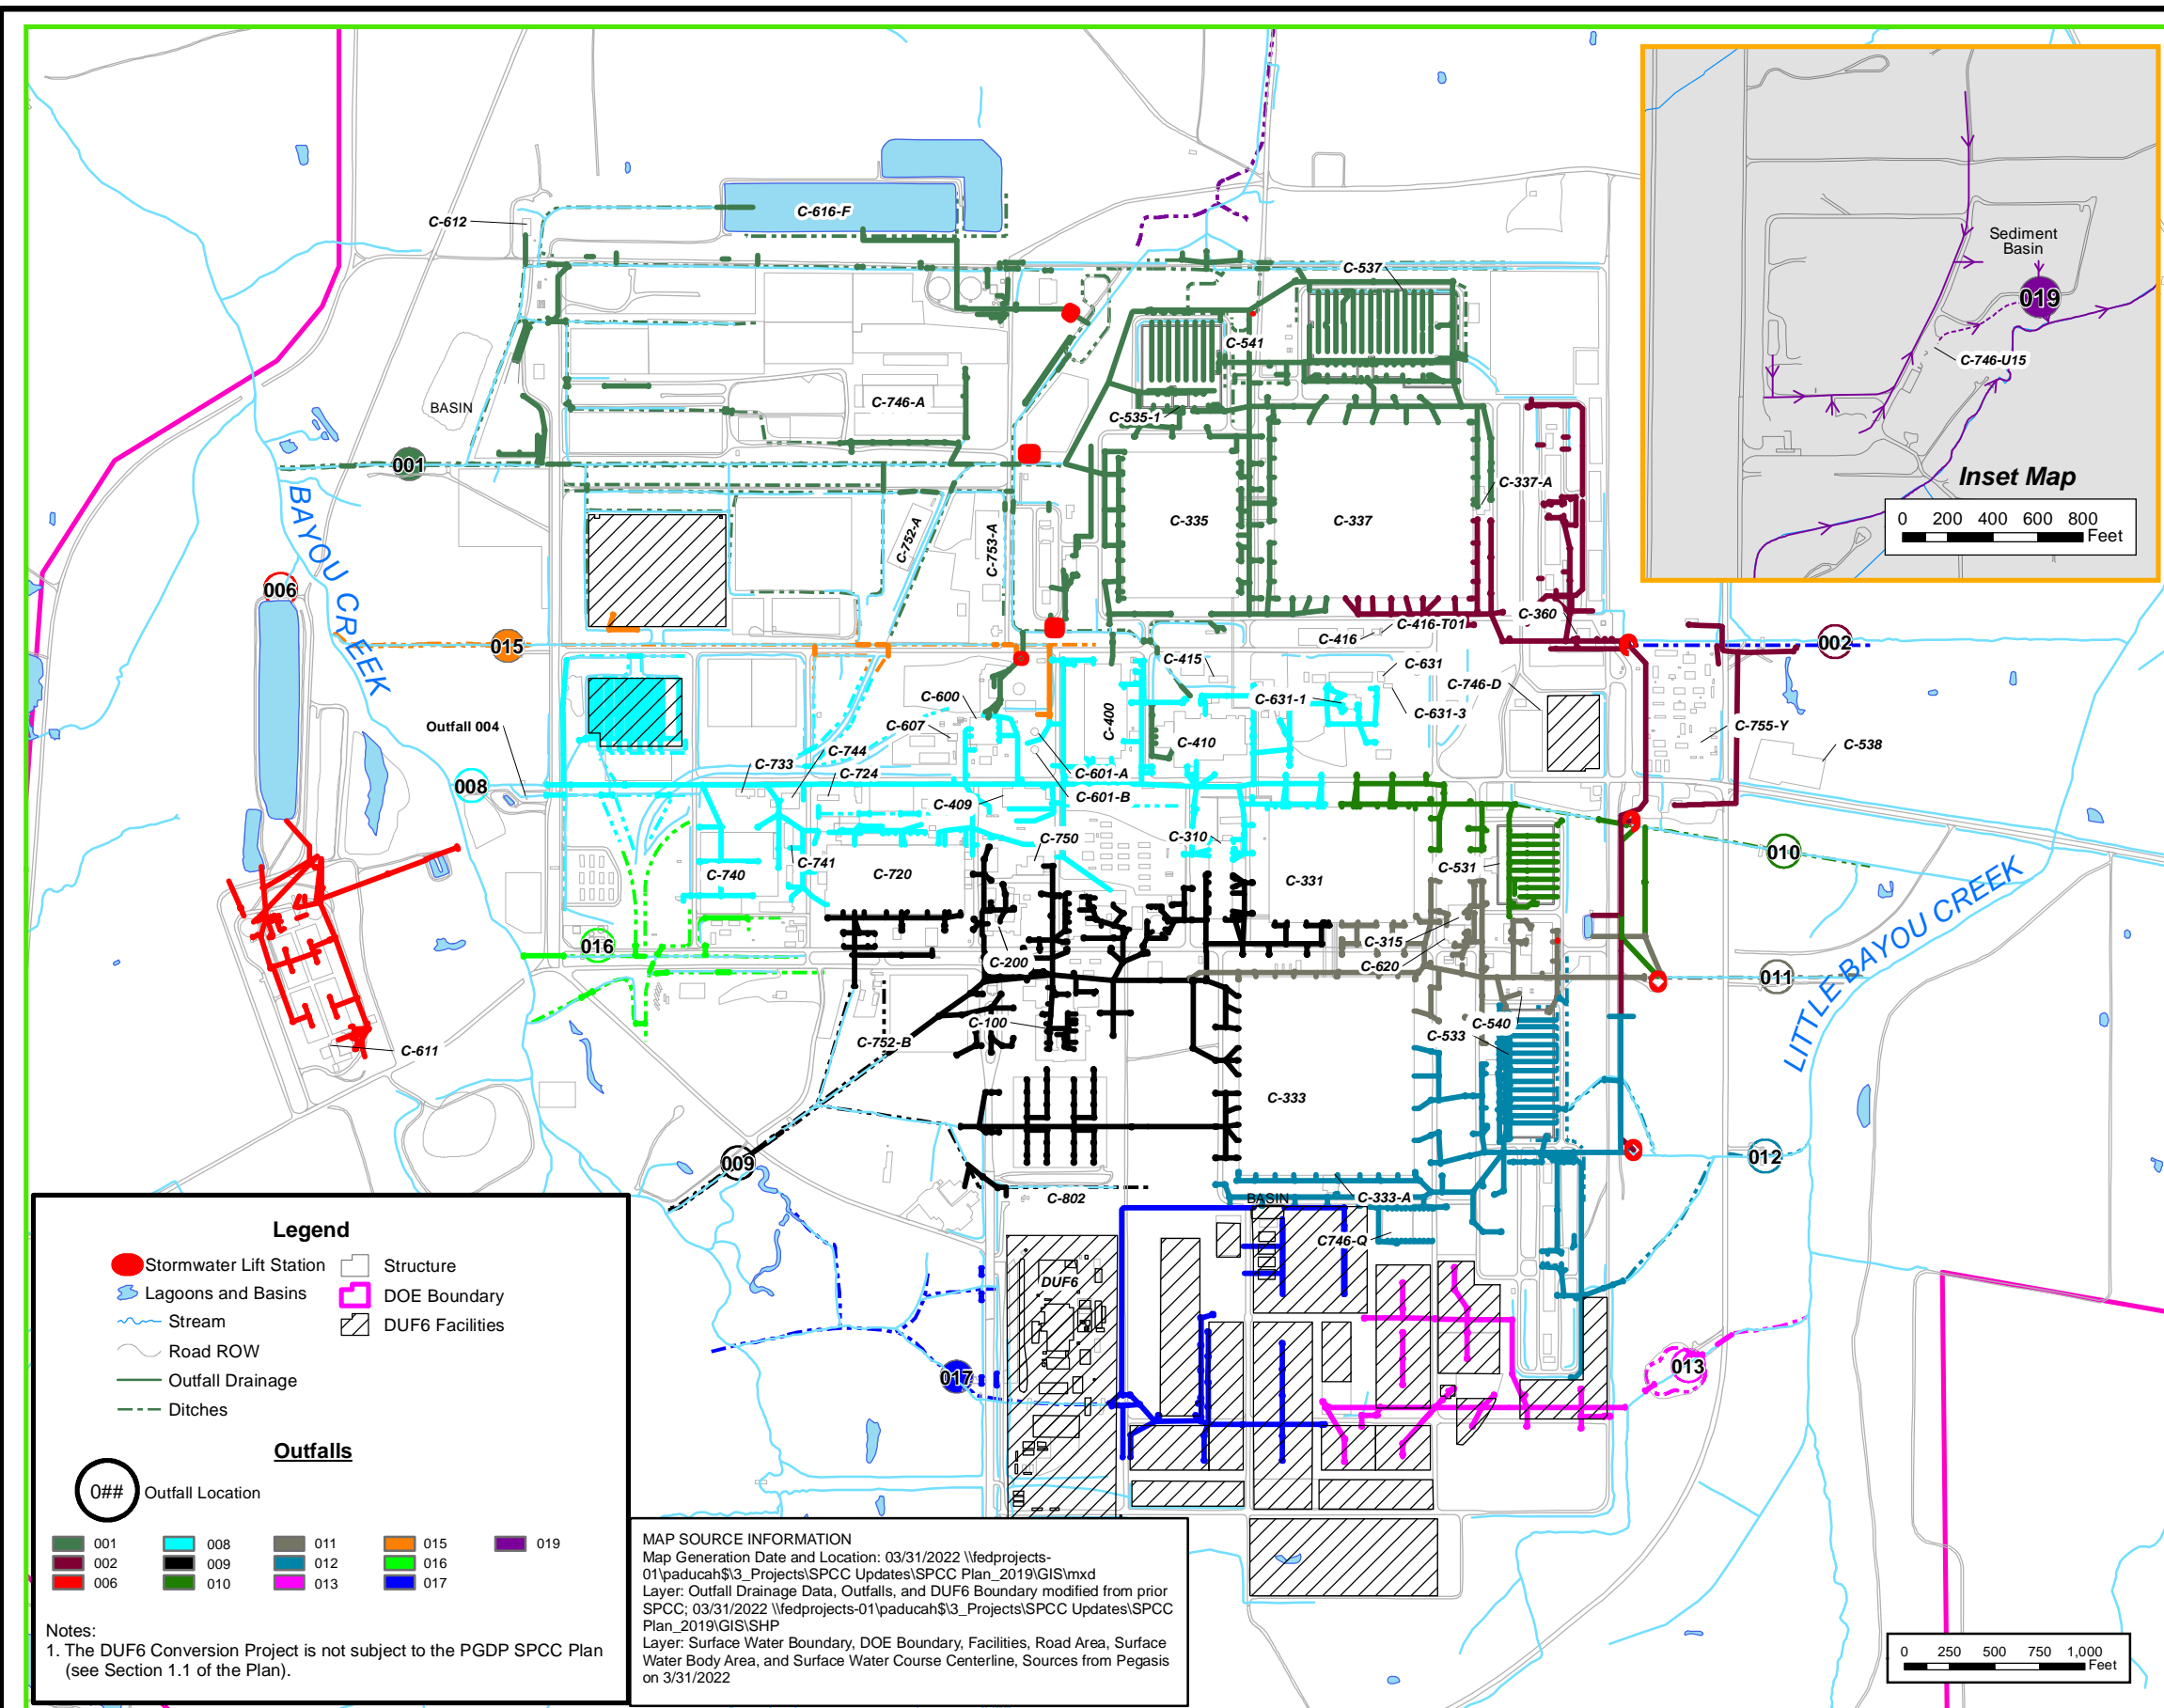 C-612
C-616-F
C-537
C-541
C-746-A
C-535-1
BASIN
001
C-337-A
C-335
C-337
C-752-A
C-753-A
BAYOU CREEK
006
015
C-416
C-416-T01
C-360
002
C-415
C-631
C-746-D
C-600
C-631-1
C-631-3
C-607
C-400
C-410
C-755-Y
C-538
Outfall 004
C-744
C-733
C-724
C-601-A
008
C-409
C-601-B
C-750
C-310
010
C-741
C-740
C-720
C-331
C-531
016
C-315
C-200
C-620
011
LITTLE BAYOU CREEK
C-611
C-100
C-540
C-752-B
C-533
C-333
009
012
C-802
BASIN
C-333-A
C746-Q
DUF6
017
013
Sediment
Basin
019
C-746-U15
Inset Map
0 200 400 600 800
Feet
Legend
Stormwater Lift Station
Structure
Lagoons and Basins
DOE Boundary
Stream
DUF6 Facilities
Road ROW
Outfall Drainage
Ditches
Outfalls
0## Outfall Location
001 008 011 015 019
002 009 012 016
006 010 013 017
Notes:
1. The DUF6 Conversion Project is not subject to the PGDP SPCC Plan
(see Section 1.1 of the Plan).
MAP SOURCE INFORMATION
Map Generation Date and Location: 03/31/2022 \\fedprojects-
01\paducah$\3_Projects\SPCC Updates\SPCC Plan_2019\GIS\mxd
Layer: Outfall Drainage Data, Outfalls, and DUF6 Boundary modified from prior
SPCC; 03/31/2022 \\fedprojects-01\paducah$\3_Projects\SPCC Updates\SPCC
Plan_2019\GIS\SHP
Layer: Surface Water Boundary, DOE Boundary, Facilities, Road Area, Surface
Water Body Area, and Surface Water Course Centerline, Sources from Pegasis
on 3/31/2022
0 250 500 750 1,000
Feet